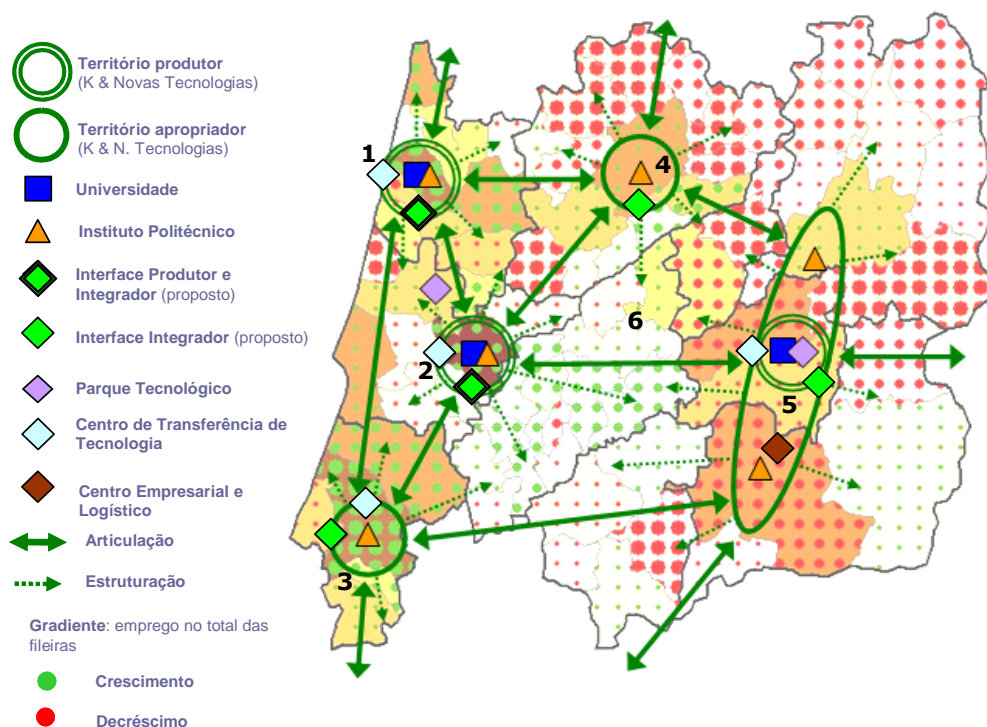 Território produtor
(K & Novas Tecnologias)
Território apropriador
(K & N. Tecnologias)
Universidade
Instituto Politécnico
Interface Produtor e
Integrador (proposto)
Interface Integrador (proposto)
Parque Tecnológico
Centro de Transferência de
Tecnologia
Centro Empresarial e
Logístico
Articulação
Estruturação
Gradiente: emprego no total das
fileiras
Crescimento
Decréscimo
1
4
6
2
5
3